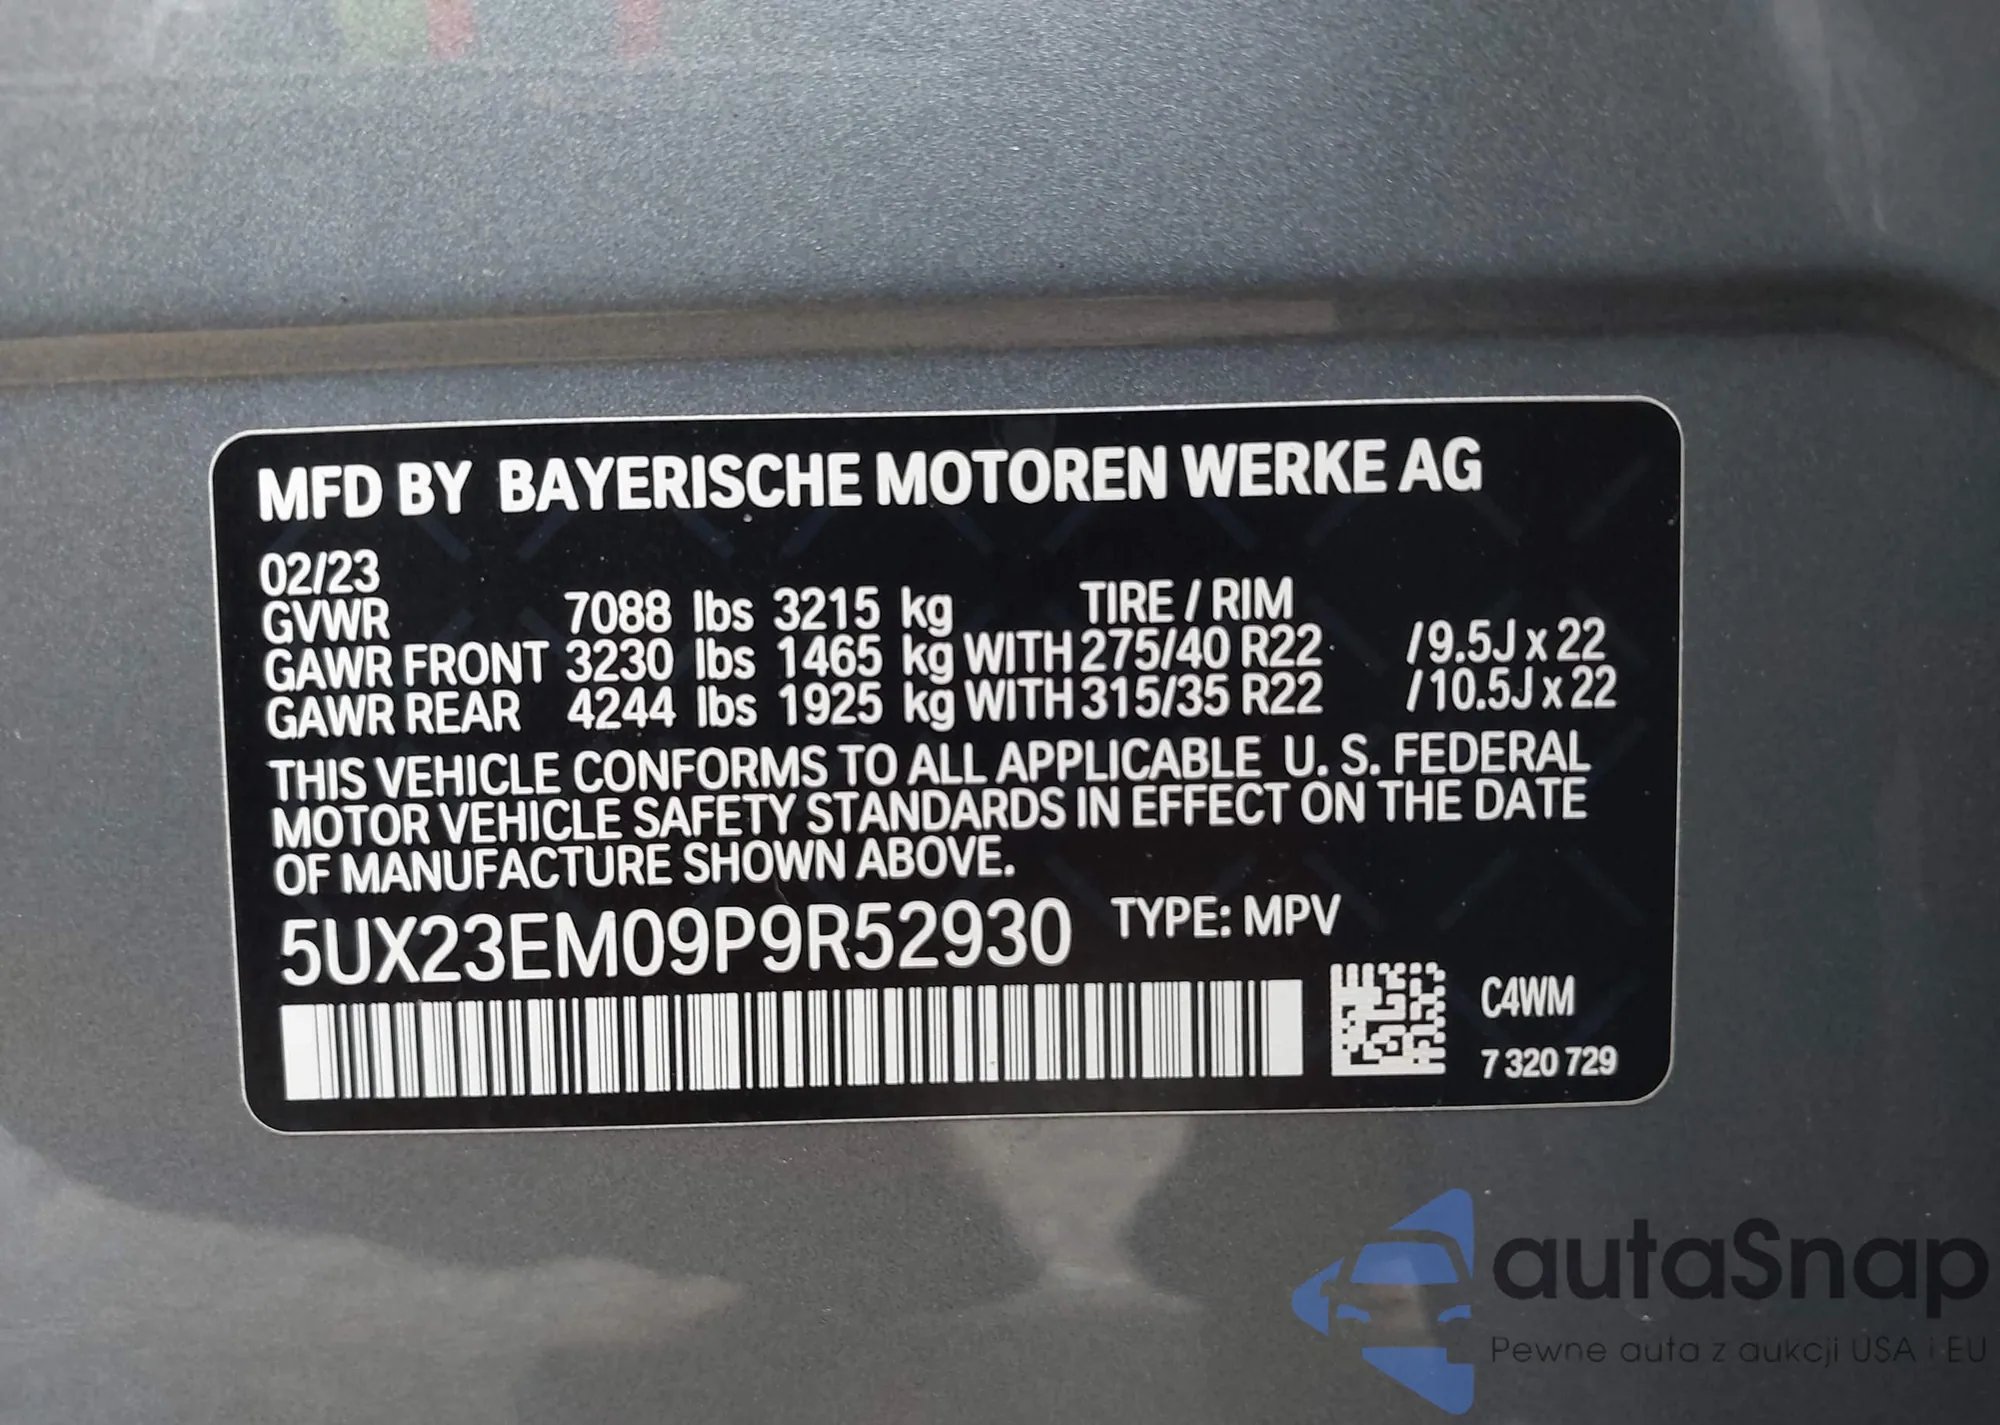 MFD BY BAYERISCHE MOTOREN WERKE AG
02/23
GVWR 7088 lbs 3215 kg TIRE / RIM
GAWR FRONT 3230 lbs 1465 kg WITH 275/40 R22 /9.5J x 22
GAWR REAR 4244 lbs 1925 kg WITH 315/35 R22 /10.5J x 22
THIS VEHICLE CONFORMS TO ALL APPLICABLE U. S. FEDERAL
MOTOR VEHICLE SAFETY STANDARDS IN EFFECT ON THE DATE
OF MANUFACTURE SHOWN ABOVE.
5UX23EM09P9R52930 TYPE: MPV
C4WM
7 320 729
autaSnap
Pewne auta z aukcji USA i EU